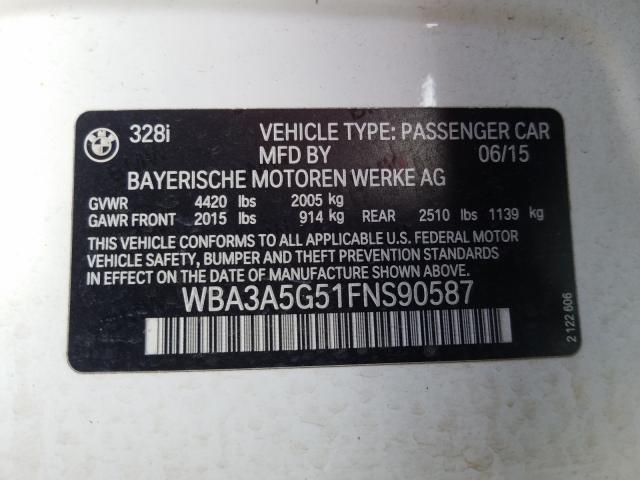 BMW 328i VEHICLE TYPE: PASSENGER CAR
MFD BY 06/15
BAYERISCHE MOTOREN WERKE AG
GVWR 4420 lbs 2005 kg
GAWR FRONT 2015 lbs 914 kg REAR 2510 lbs 1139 kg
THIS VEHICLE CONFORMS TO ALL APPLICABLE U.S. FEDERAL MOTOR
VEHICLE SAFETY, BUMPER AND THEFT PREVENTION STANDARDS
IN EFFECT ON THE DATE OF MANUFACTURE SHOWN ABOVE.
WBA3A5G51FNS90587
2 122 606